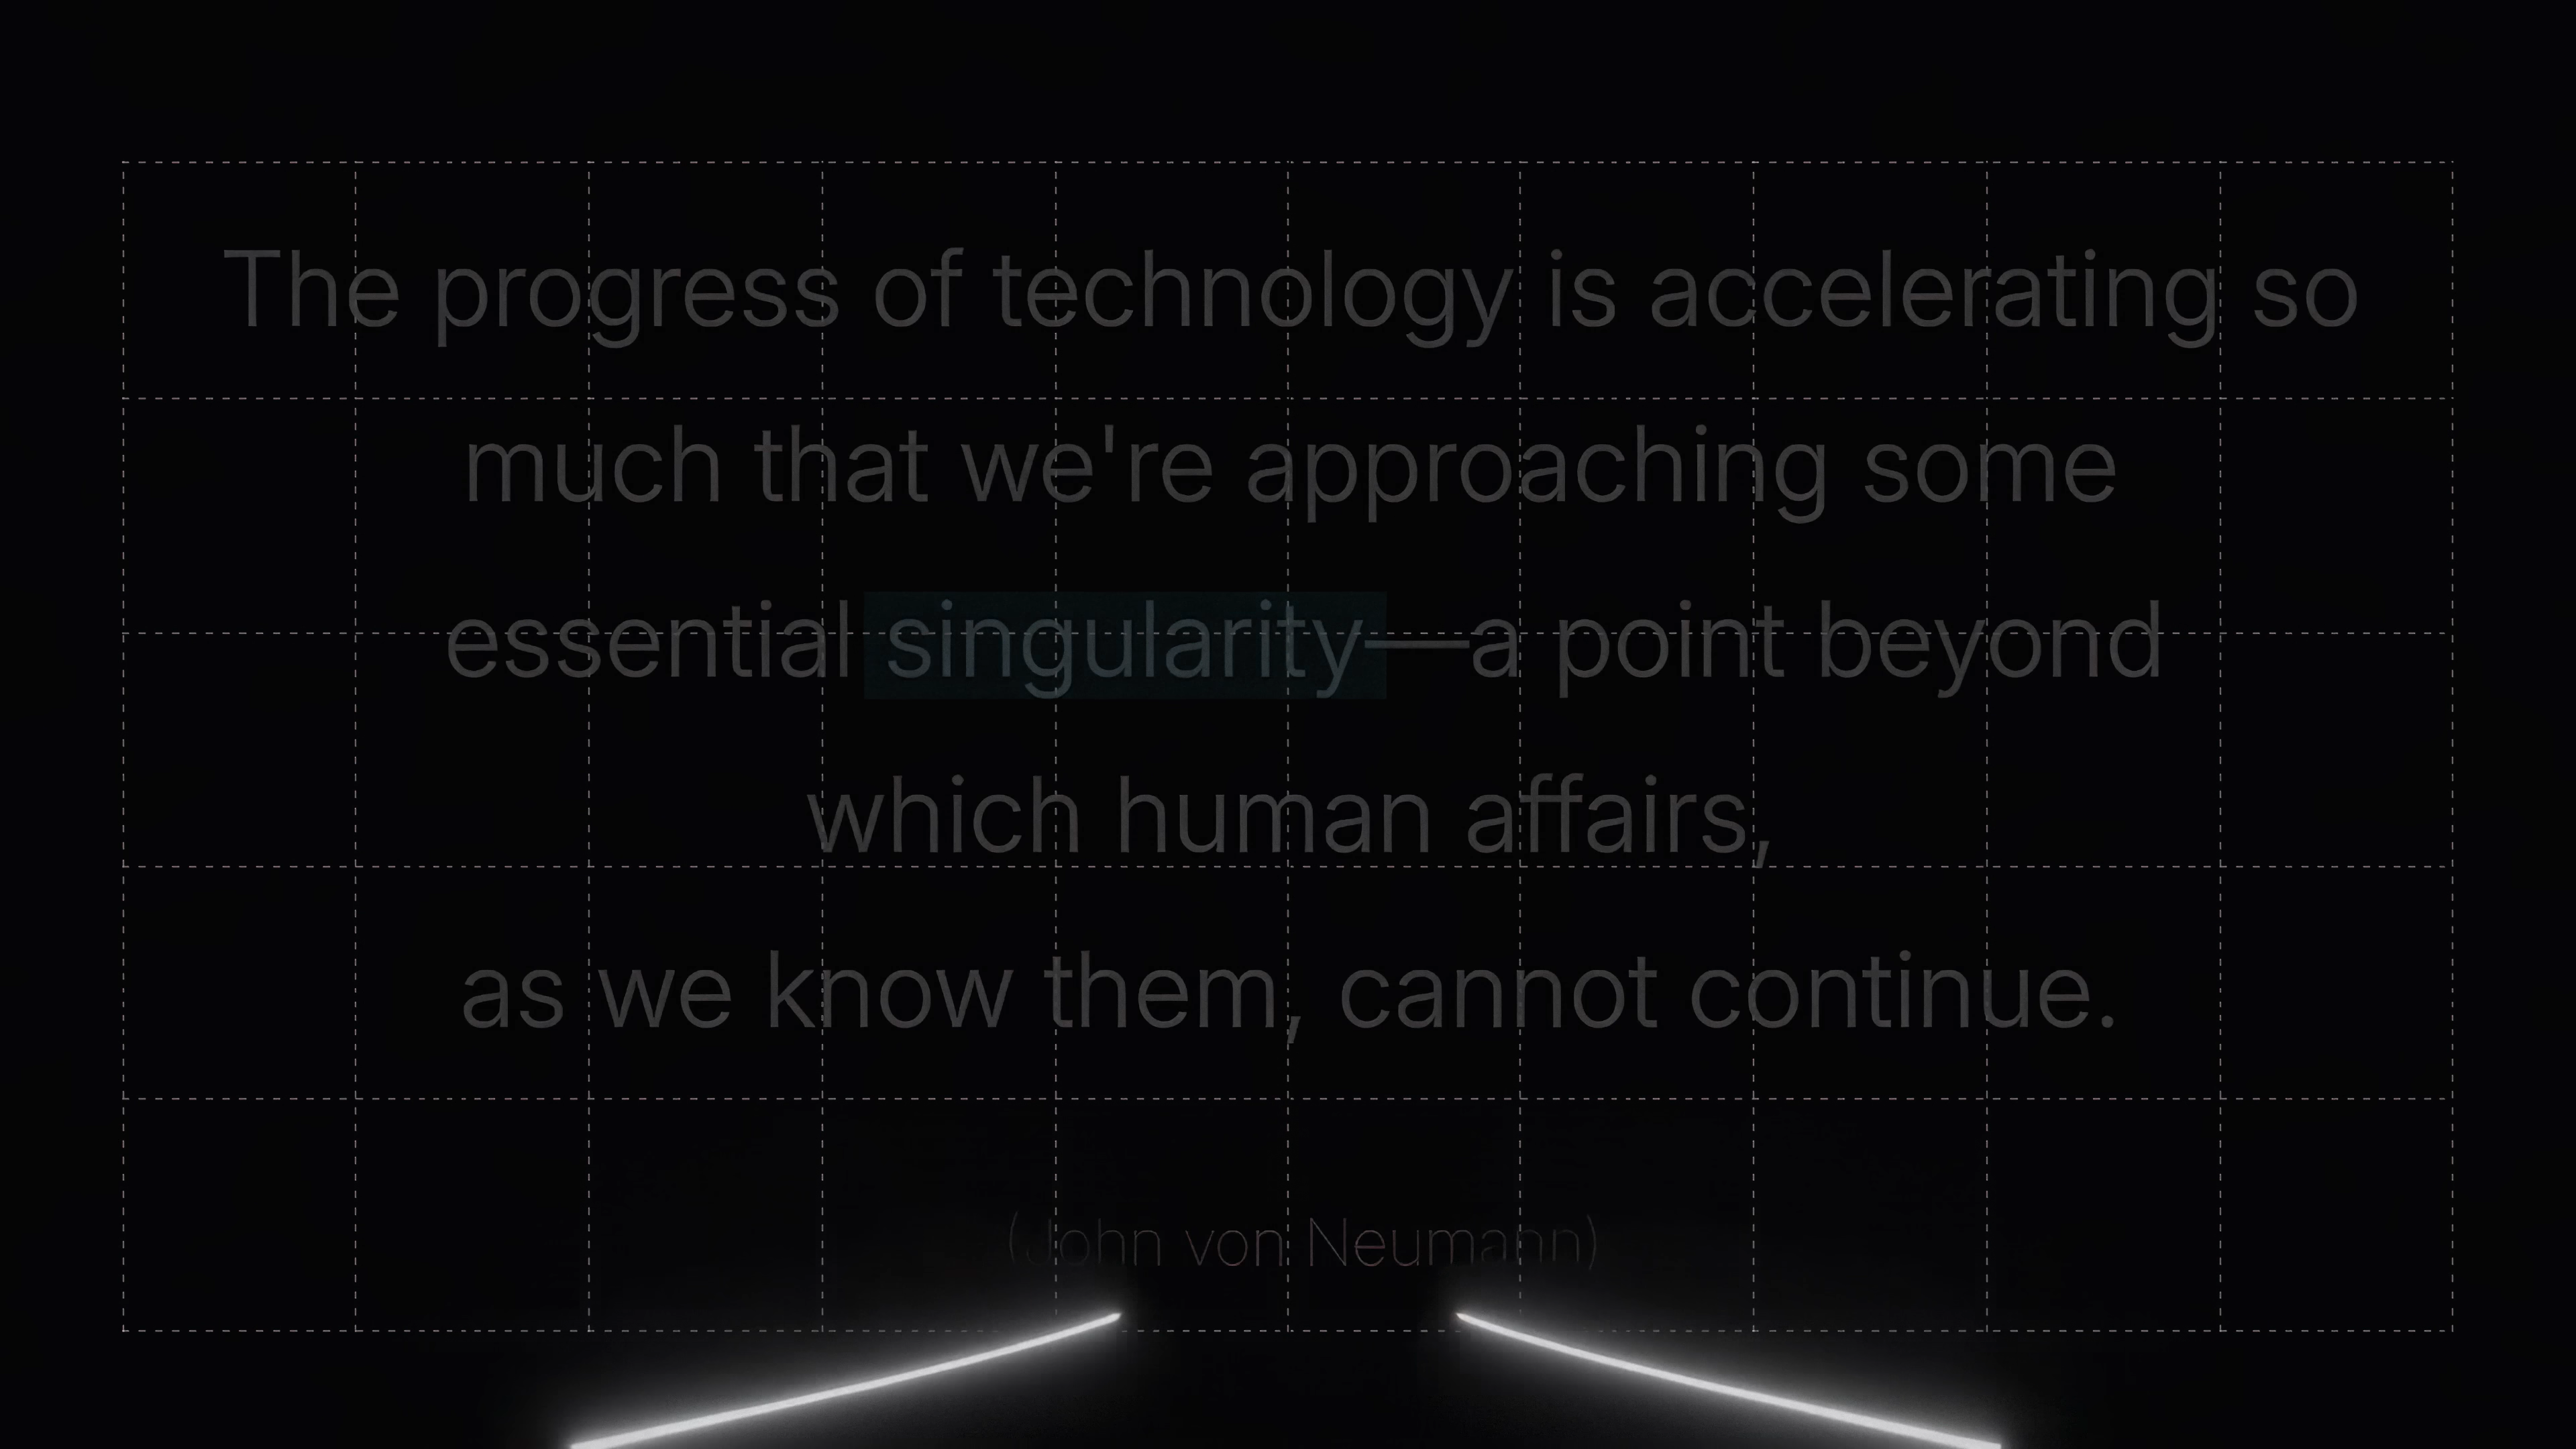 The progress of technology is accelerating so
much that we're approaching some
essential singularity—a point beyond
which human affairs,
as we know them, cannot continue.
(John von Neumann)